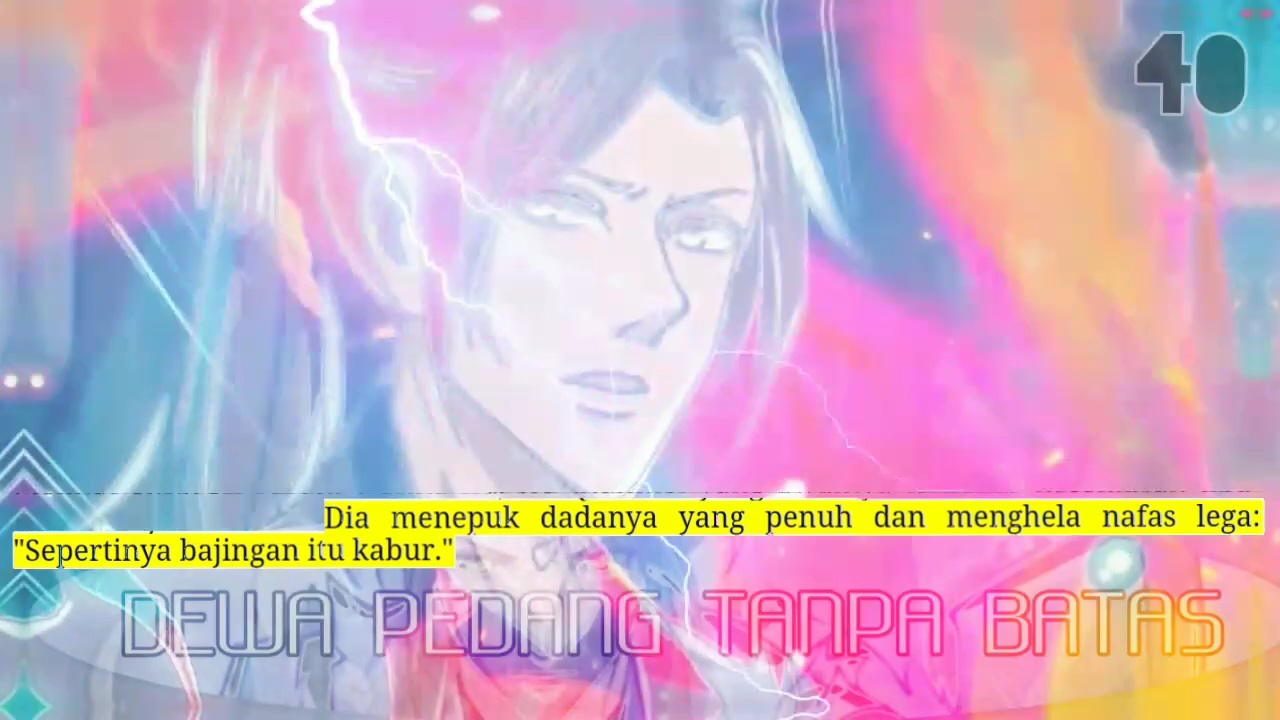 40
Dia menepuk dadanya yang penuh dan menghela nafas lega:
"Sepertinya bajingan itu kabur."
DEWA PEDANG TANPA BATAS